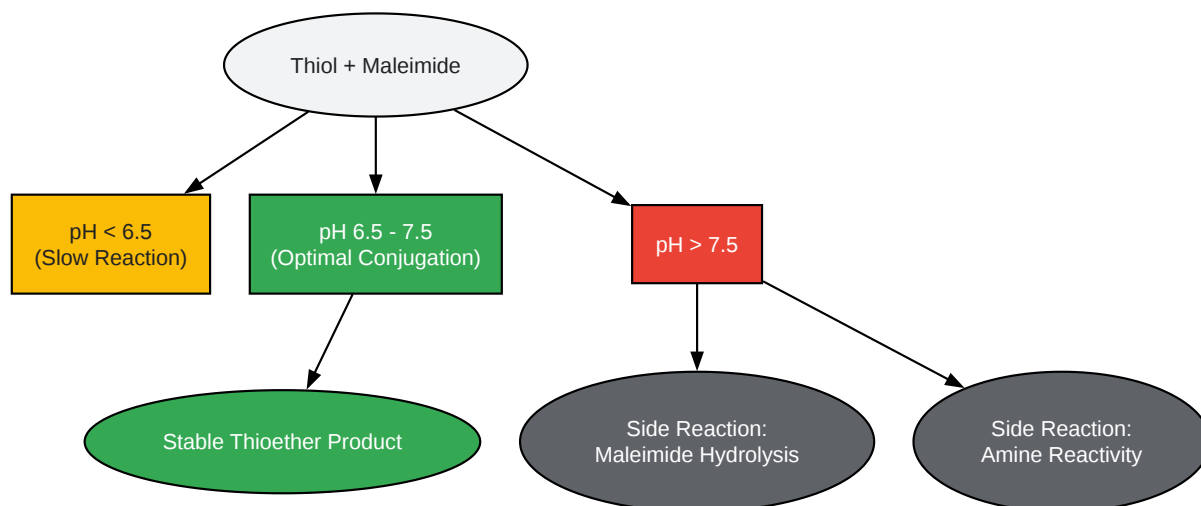 Thiol + Maleimide
pH < 6.5
(Slow Reaction)
pH 6.5 - 7.5
(Optimal Conjugation)
pH > 7.5
Stable Thioether Product
Side Reaction:
Maleimide Hydrolysis
Side Reaction:
Amine Reactivity